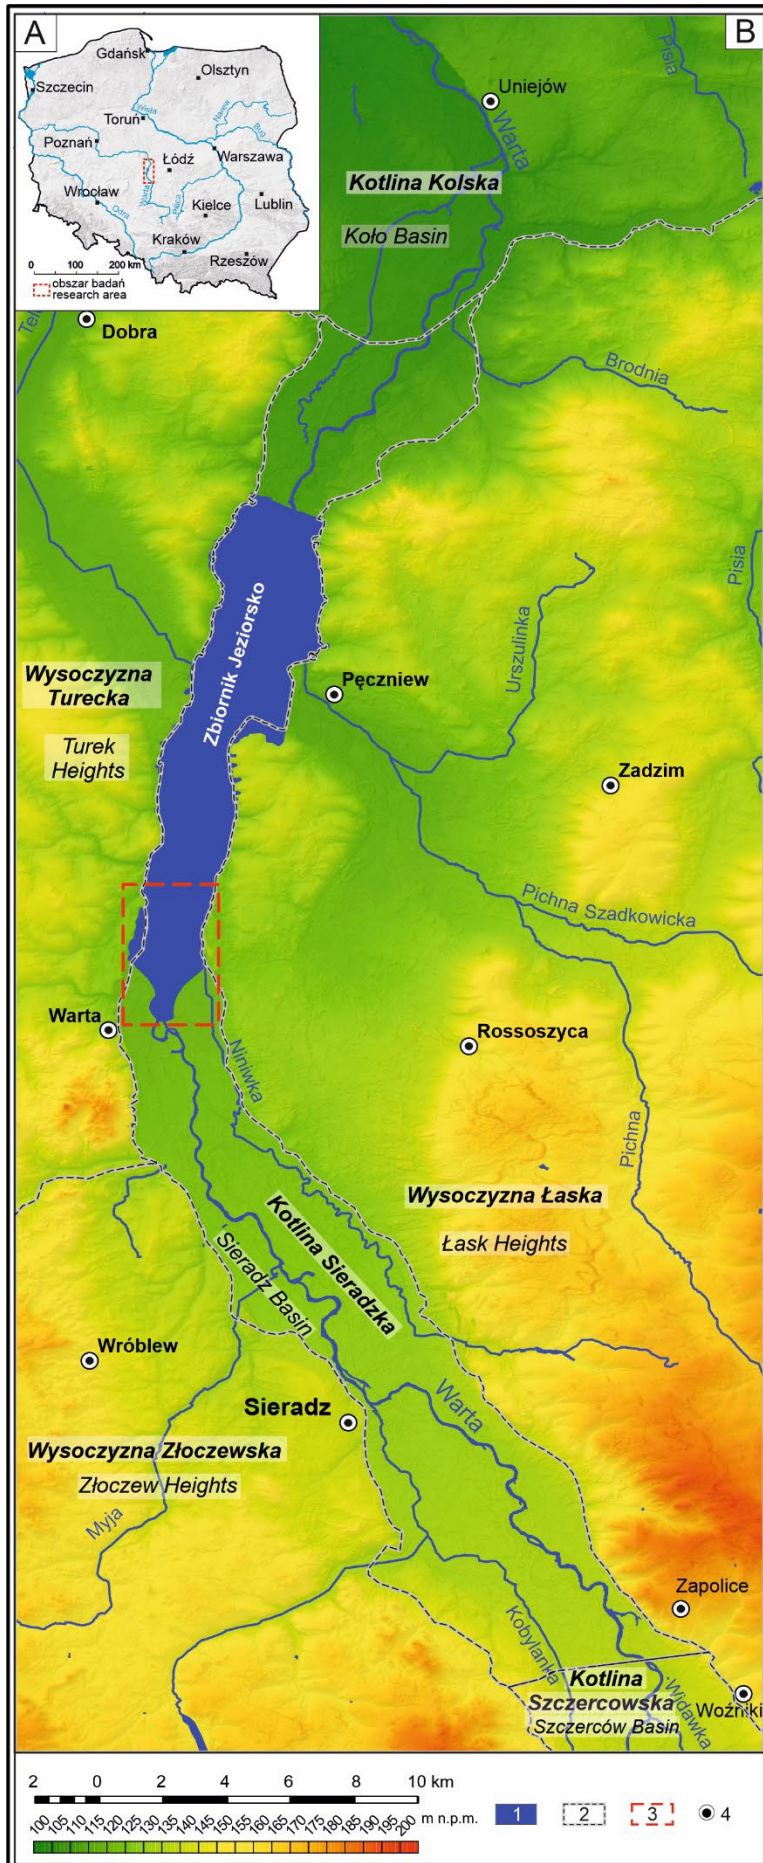 A
Gdańsk
Olsztyn
Szczecin
Wisła
Narew
Toruń
Bug
Poznań
Warszawa
Łódź
Warta
Pilica
Wrocław
Odra
Kielce
Lublin
Kraków
Rzeszów
0 100 200 km
obszar badań
research area
B
Pisia
Uniejów
Warta
Kotlina Kolska
Koło Basin
Dobra
Brodnia
Zbiornik Jeziorsko
Pisia
Urszulinka
Pęczniew
Wysoczyzna
Turecka
Turek
Heights
Zadzim
Pichna Szadkowicka
Warta
Rossoszyca
Niniwka
Pichna
Wysoczyzna Łaska
Łask Heights
Kotlina Sieradzka
Sieradz Basin
Wróblew
Sieradz
Warta
Wysoczyzna Złoczewska
Złoczew Heights
Myja
Zapolice
Kobylanka
Kotlina
Szczercowska
Szczerców Basin
Widawka
Woźniki
2 0 2 4 6 8 10 km
100 105 110 115 120 125 130 135 140 145 150 155 160 165 170 175 180 185 190 195 200 m n.p.m.
1 2 3 4